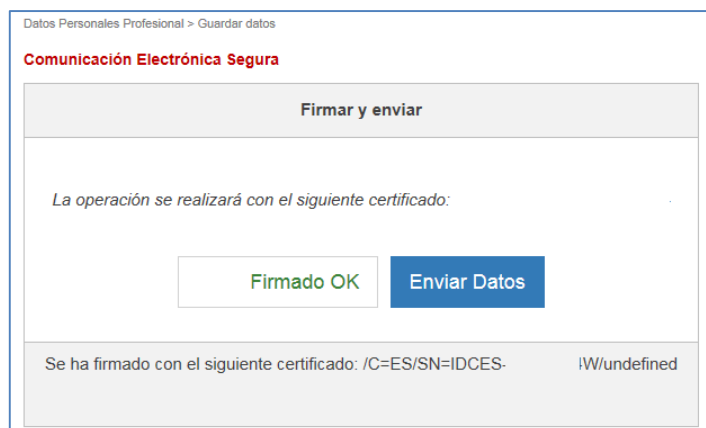 Datos Personales Profesional > Guardar datos
Comunicación Electrónica Segura
Firmar y enviar
La operación se realizará con el siguiente certificado:
Firmado OK
Enviar Datos
Se ha firmado con el siguiente certificado: /C=ES/SN=IDCES- W/undefined